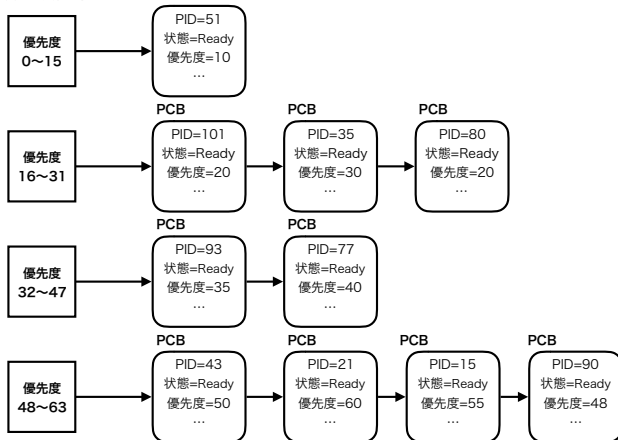 優先度
0〜15
PID=51
状態=Ready
優先度=10
…
優先度
16〜31
PCB
PID=101
状態=Ready
優先度=20
…
PCB
PID=35
状態=Ready
優先度=30
…
PCB
PID=80
状態=Ready
優先度=20
…
優先度
32〜47
PCB
PID=93
状態=Ready
優先度=35
…
PCB
PID=77
状態=Ready
優先度=40
…
優先度
48〜63
PCB
PID=43
状態=Ready
優先度=50
…
PCB
PID=21
状態=Ready
優先度=60
…
PCB
PID=15
状態=Ready
優先度=55
…
PCB
PID=90
状態=Ready
優先度=48
…